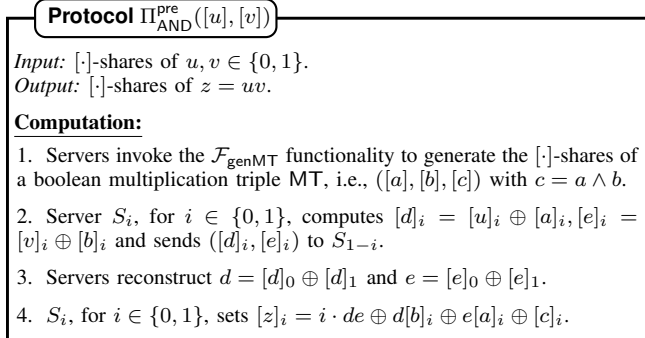 Protocol Π^pre_AND([u], [v])
Input: [·]-shares of u, v ∈ {0, 1}.
Output: [·]-shares of z = uv.
Computation:
1. Servers invoke the F_genMT functionality to generate the [·]-shares of
a boolean multiplication triple MT, i.e., ([a], [b], [c]) with c = a ∧ b.
2. Server S_i, for i ∈ {0, 1}, computes [d]_i = [u]_i ⊕ [a]_i, [e]_i =
[v]_i ⊕ [b]_i and sends ([d]_i, [e]_i) to S_{1−i}.
3. Servers reconstruct d = [d]_0 ⊕ [d]_1 and e = [e]_0 ⊕ [e]_1.
4. S_i, for i ∈ {0, 1}, sets [z]_i = i · de ⊕ d[b]_i ⊕ e[a]_i ⊕ [c]_i.